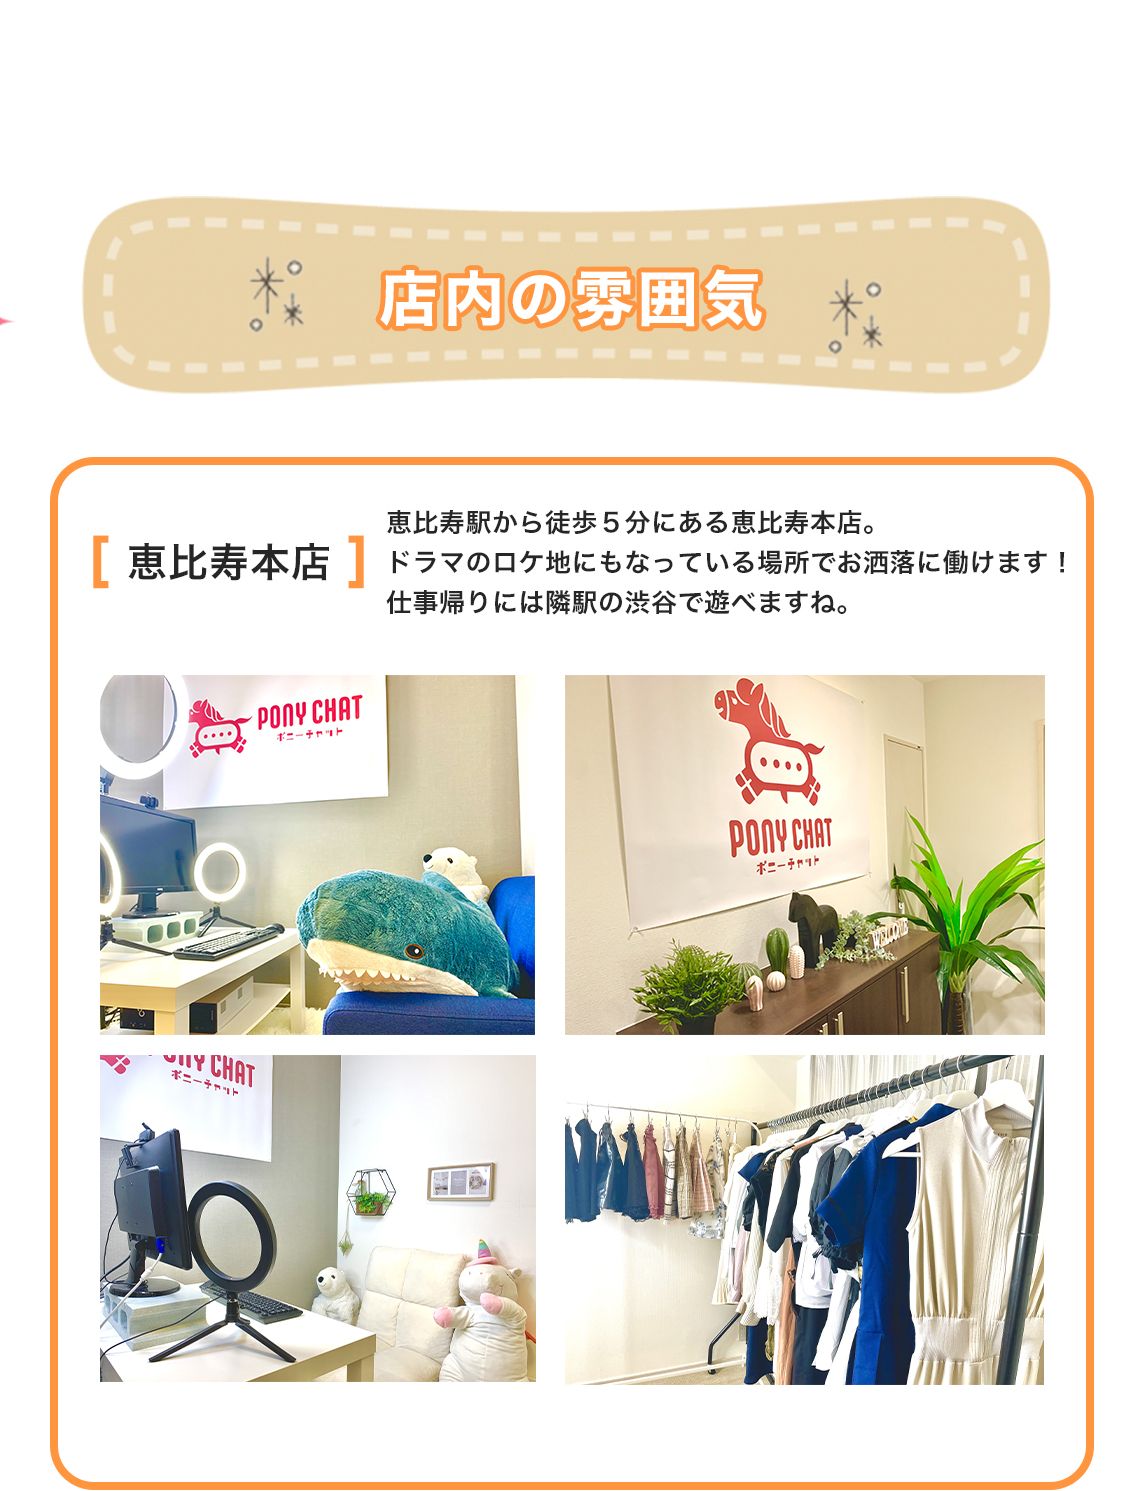 店内の雰囲気
[ 恵比寿本店 ]
恵比寿駅から徒歩５分にある恵比寿本店。
ドラマのロケ地にもなっている場所でお洒落に働けます！
仕事帰りには隣駅の渋谷で遊べますね。
PONY CHAT
ポニーチャット
PONY CHAT
ポニーチャット
WELCOME
PONY CHAT
ポニーチャット